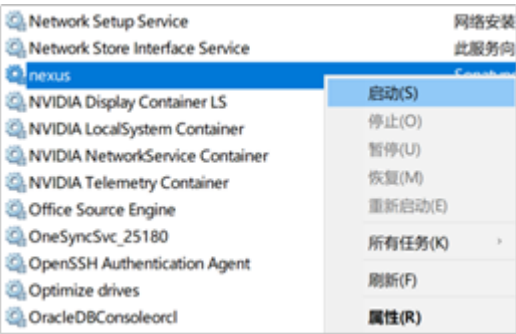 Network Setup Service 网络安装
Network Store Interface Service 此服务向
nexus
NVIDIA Display Container LS
启动(S)
NVIDIA LocalSystem Container
停止(O)
NVIDIA NetworkService Container
暂停(U)
NVIDIA Telemetry Container
恢复(M)
Office Source Engine
重新启动(E)
OneSyncSvc_25180
所有任务(K)
OpenSSH Authentication Agent
刷新(F)
Optimize drives
OracleDBConsoleorcl
属性(R)